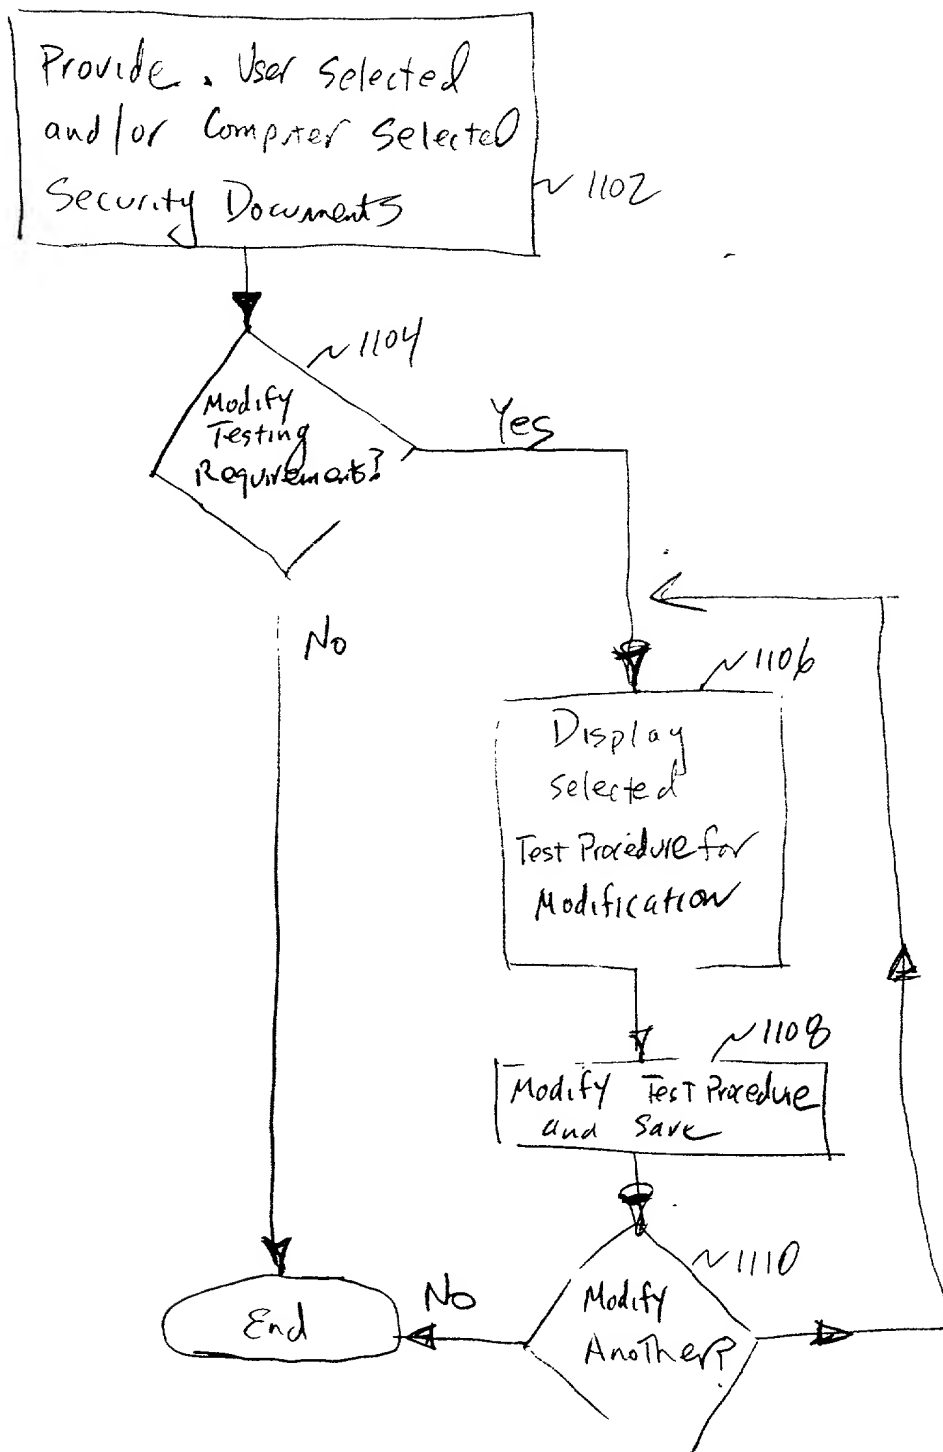 Provide User Selected
and/or Computer Selected
Security Documents
1102
1104
Modify
Testing
Requirements?
Yes
No
1106
Display
Selected
Test Procedure for
Modification
1108
Modify Test Procedure
and Save
1110
Modify
Another?
No
End